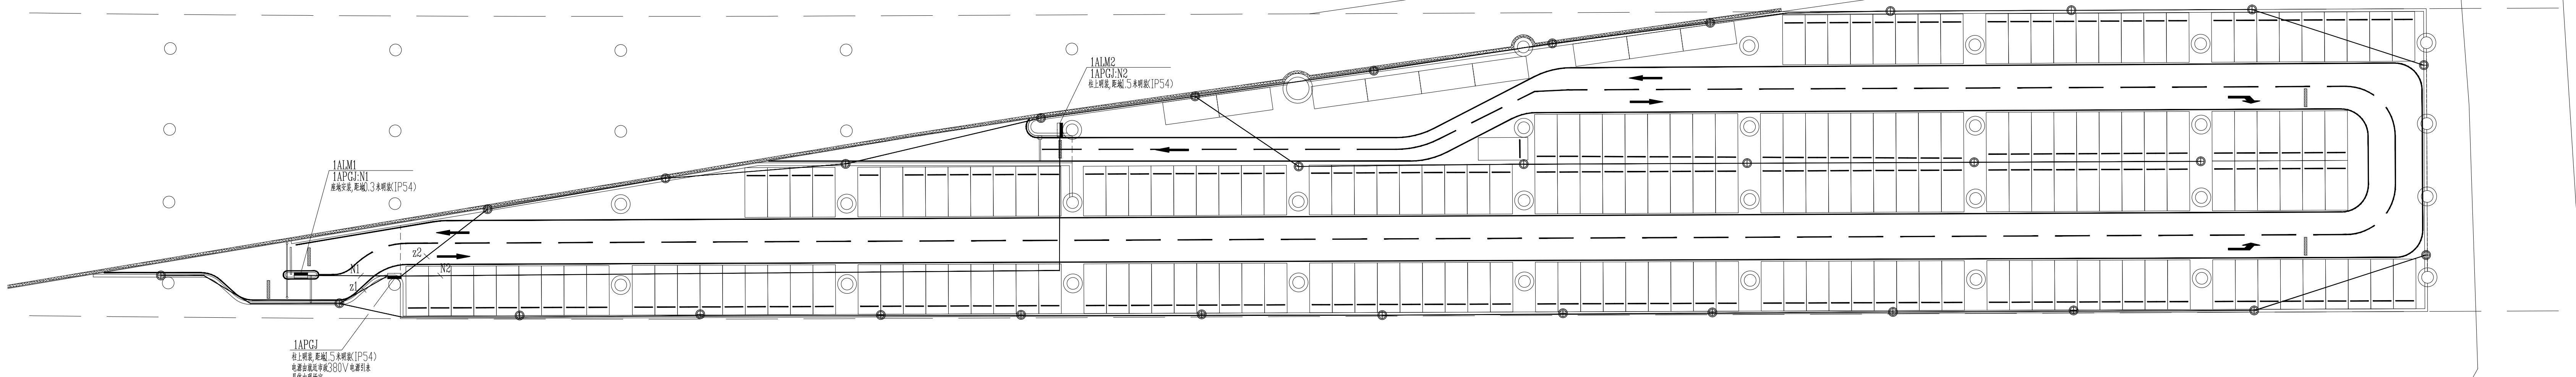 1ALM2
1APGJ:N2
柱上明装,距地1.5米明装(IP54)
1ALM1
1APGJ:N1
座地安装,距地0.3米明装(IP54)
z2
N1
N2
z1
1APGJ
柱上明装,距地1.5米明装(IP54)
电源由就近市政380V电源引来